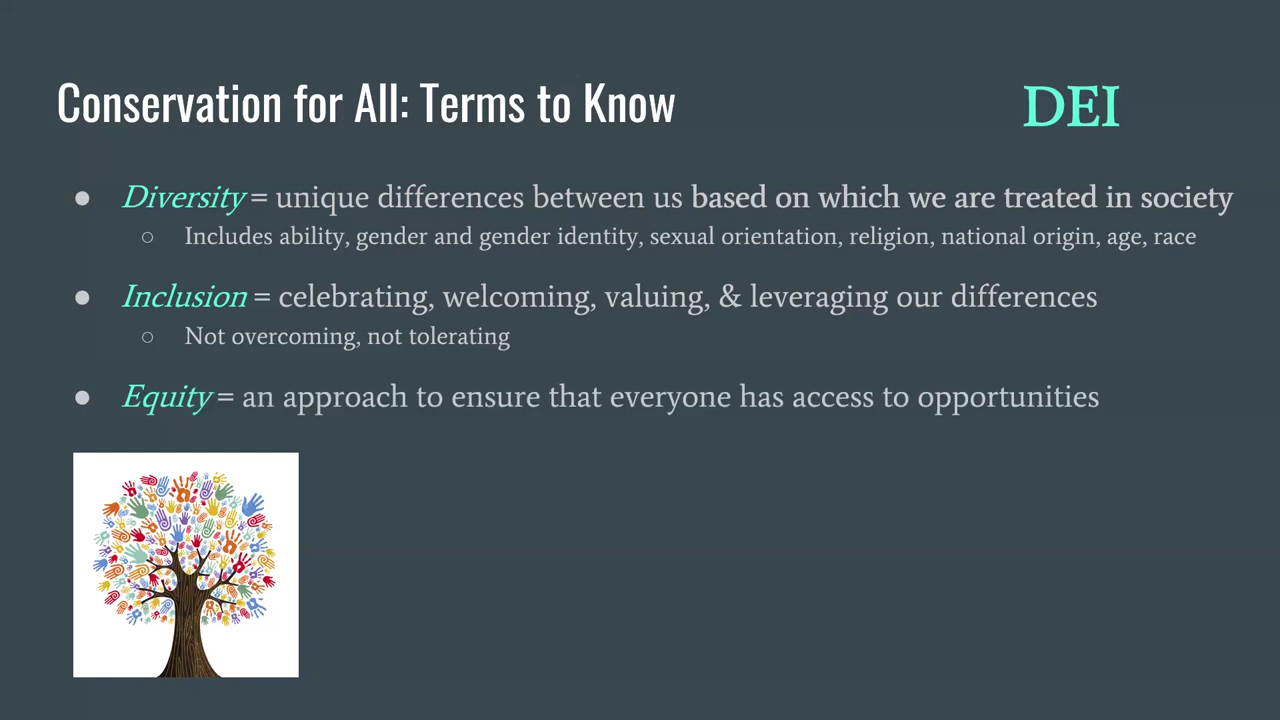 Conservation for All: Terms to Know
DEI
● Diversity = unique differences between us based on which we are treated in society
○ Includes ability, gender and gender identity, sexual orientation, religion, national origin, age, race
● Inclusion = celebrating, welcoming, valuing, & leveraging our differences
○ Not overcoming, not tolerating
● Equity = an approach to ensure that everyone has access to opportunities